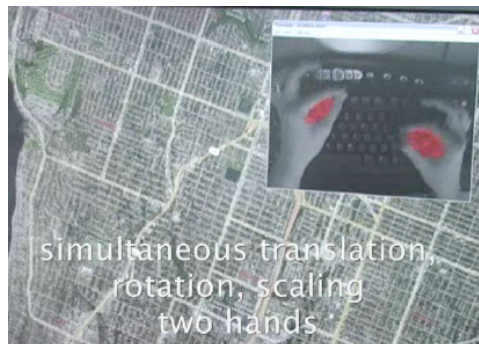 simultaneous translation,
rotation, scaling
two hands